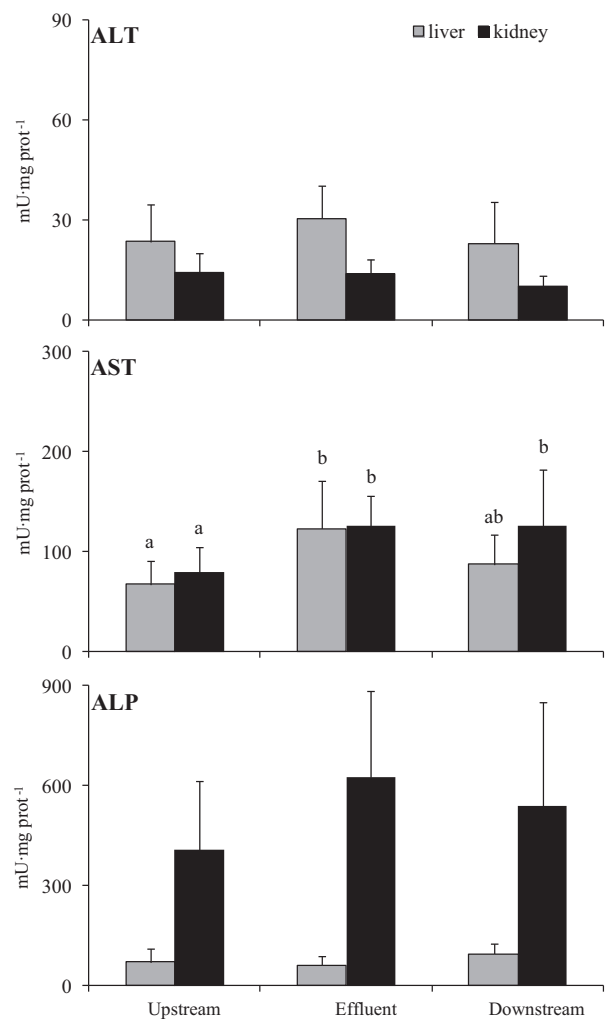 90
ALT
liver kidney
60
mU·mg prot⁻¹
30
0
300
AST
200
mU·mg prot⁻¹
b b b
ab
a a
100
0
900
ALP
600
mU·mg prot⁻¹
300
0
Upstream Effluent Downstream